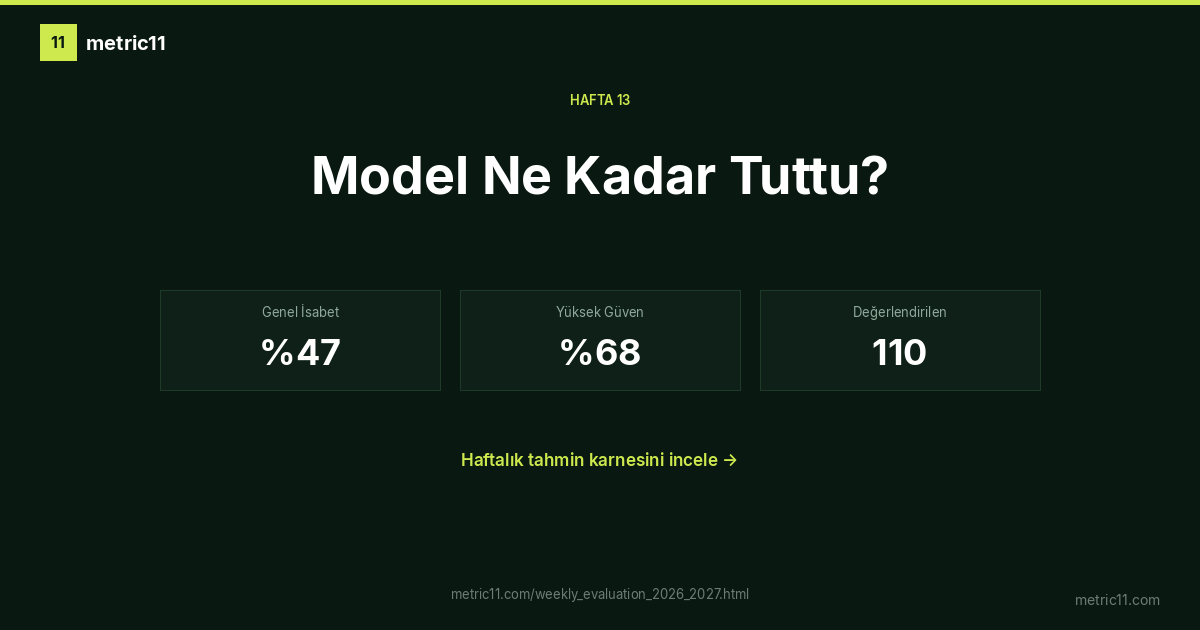 11 metric11
HAFTA 13
Model Ne Kadar Tuttu?
Genel İsabet
%47
Yüksek Güven
%68
Değerlendirilen
110
Haftalık tahmin karnesini incele →
metric11.com/weekly_evaluation_2026_2027.html
metric11.com